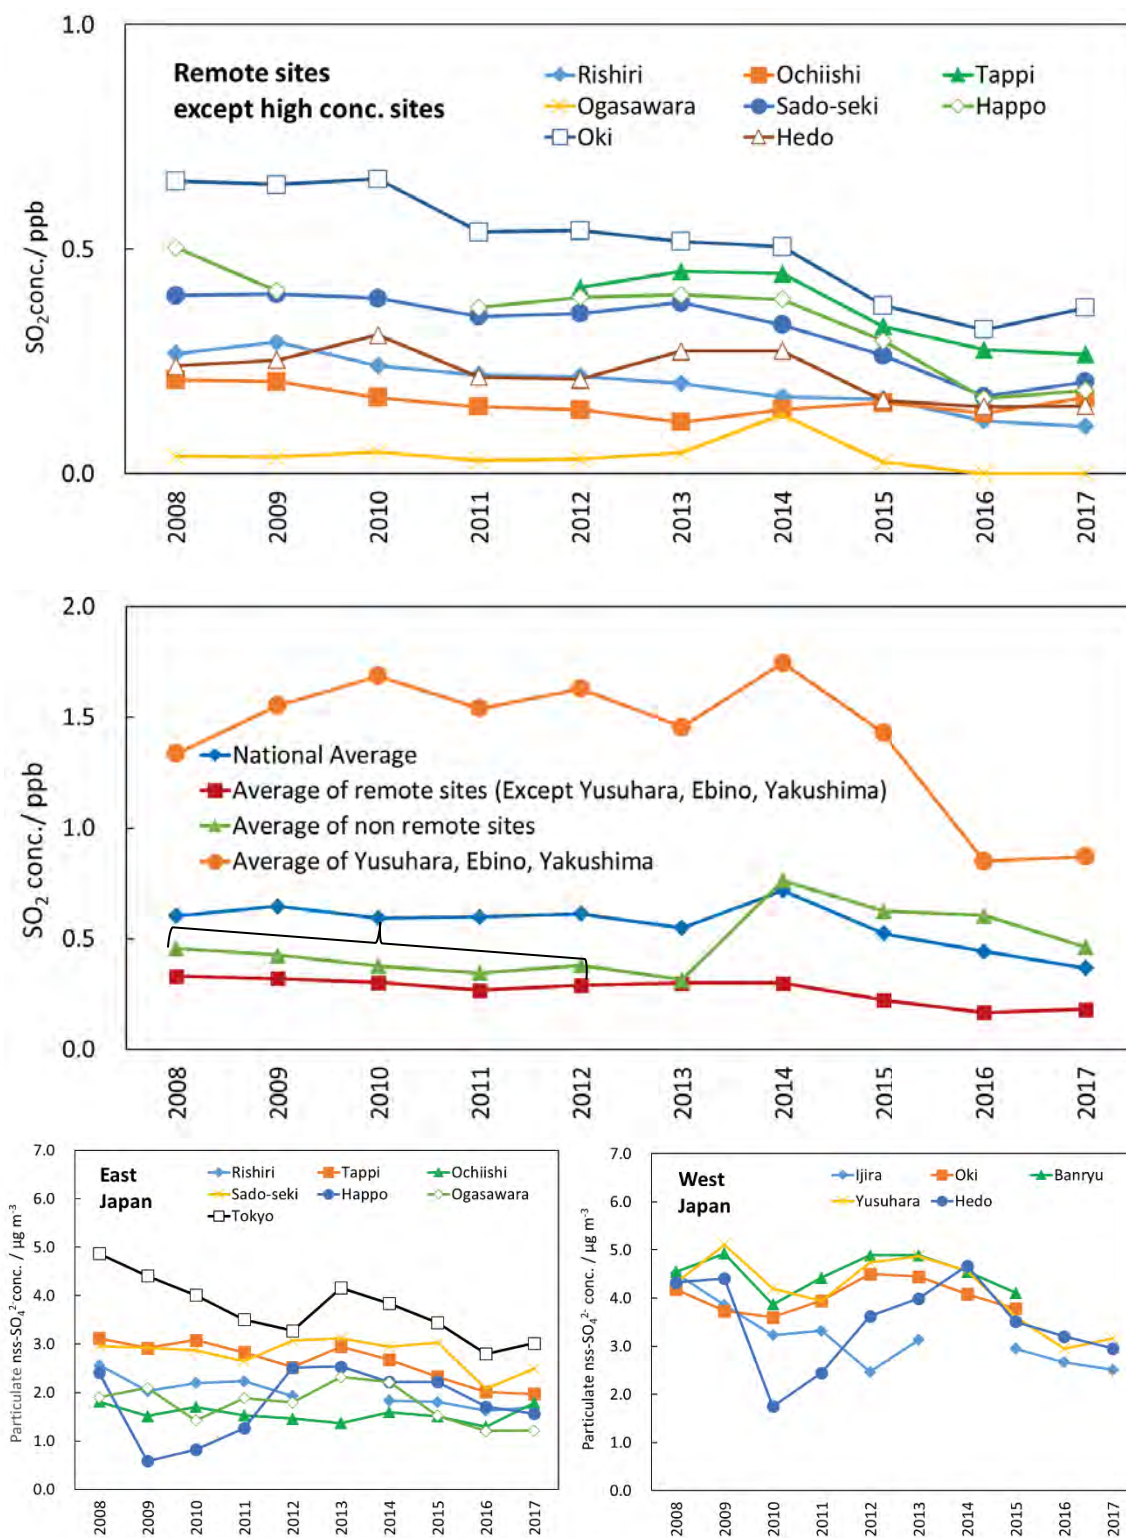 1.0
Remote sites
except high conc. sites
Rishiri
Ochiishi
Tappi
Ogasawara
Sado-seki
Happo
Oki
Hedo
SO₂conc./ ppb
0.5
0.0
2008
2009
2010
2011
2012
2013
2014
2015
2016
2017
2.0
1.5
National Average
Average of remote sites (Except Yusuhara, Ebino, Yakushima)
Average of non remote sites
Average of Yusuhara, Ebino, Yakushima
SO₂ conc./ ppb
1.0
0.5
0.0
2008
2009
2010
2011
2012
2013
2014
2015
2016
2017
7.0
East
Japan
Rishiri
Tappi
Ochiishi
Sado-seki
Happo
Ogasawara
Tokyo
Particulate nss-SO₄²⁻conc. / µg m⁻³
6.0
5.0
4.0
3.0
2.0
1.0
0.0
2008
2009
2010
2011
2012
2013
2014
2015
2016
2017
7.0
West
Japan
Ijira
Oki
Banryu
Yusuhara
Hedo
Particulate nss-SO₄²⁻ conc. / µg m⁻³
6.0
5.0
4.0
3.0
2.0
1.0
0.0
2008
2009
2010
2011
2012
2013
2014
2015
2016
2017